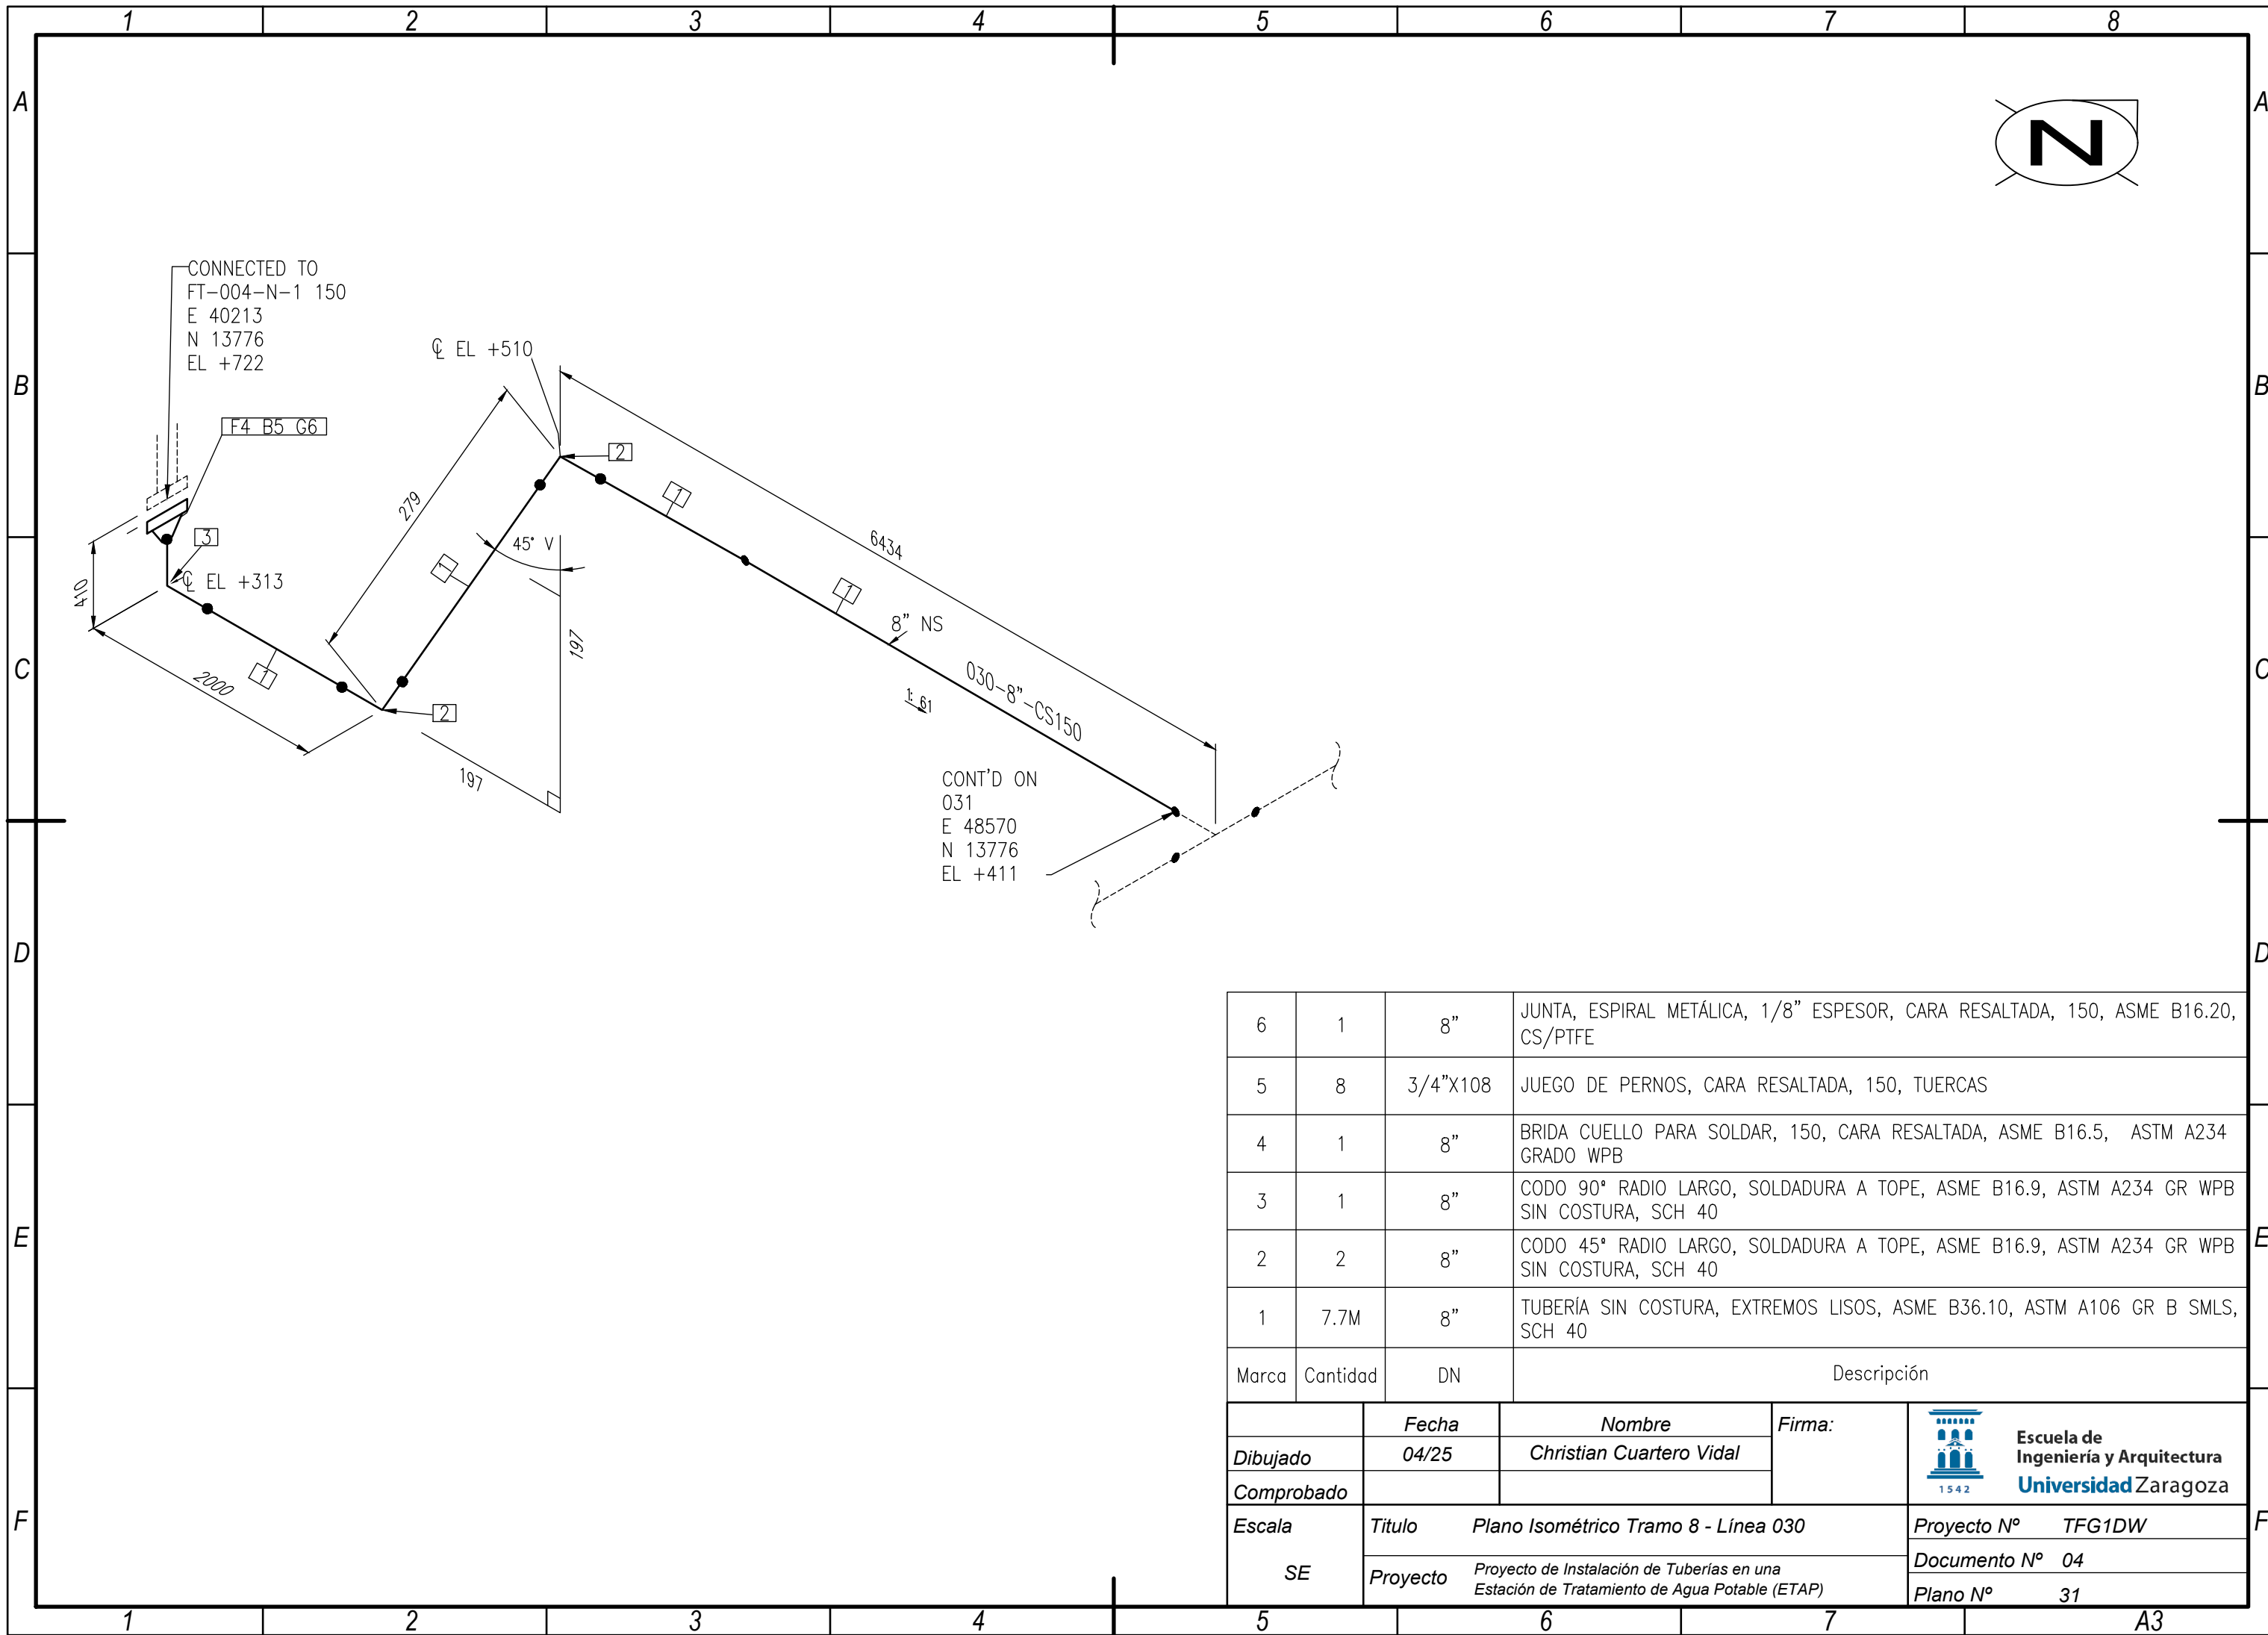 1 2 3 4 5 6 7 8
A A
N
CONNECTED TO
FT-004-N-1 150
E 40213
N 13776
EL +722
℄ EL +510
B B
F4 B5 G6
2
279
1
3
45° V
6434
1
1
410
℄ EL +313
8" NS
197
C C
1
2000
030-8"-CS150
1: 61
2
197
CONT'D ON
031
E 48570
N 13776
EL +411
D D
6 1 8" JUNTA, ESPIRAL METÁLICA, 1/8" ESPESOR, CARA RESALTADA, 150, ASME B16.20,
CS/PTFE
5 8 3/4"X108 JUEGO DE PERNOS, CARA RESALTADA, 150, TUERCAS
4 1 8" BRIDA CUELLO PARA SOLDAR, 150, CARA RESALTADA, ASME B16.5, ASTM A234
GRADO WPB
3 1 8" CODO 90° RADIO LARGO, SOLDADURA A TOPE, ASME B16.9, ASTM A234 GR WPB
SIN COSTURA, SCH 40
E E
2 2 8" CODO 45° RADIO LARGO, SOLDADURA A TOPE, ASME B16.9, ASTM A234 GR WPB
SIN COSTURA, SCH 40
1 7.7M 8" TUBERÍA SIN COSTURA, EXTREMOS LISOS, ASME B36.10, ASTM A106 GR B SMLS,
SCH 40
Marca Cantidad DN Descripción
Fecha Nombre Firma:
Dibujado 04/25 Christian Cuartero Vidal
Comprobado
1542
Escuela de
Ingeniería y Arquitectura
Universidad Zaragoza
F F
Escala
SE
Titulo Plano Isométrico Tramo 8 - Línea 030
Proyecto Proyecto de Instalación de Tuberías en una
Estación de Tratamiento de Agua Potable (ETAP)
Proyecto Nº TFG1DW
Documento Nº 04
Plano Nº 31
1 2 3 4 5 6 7 A3